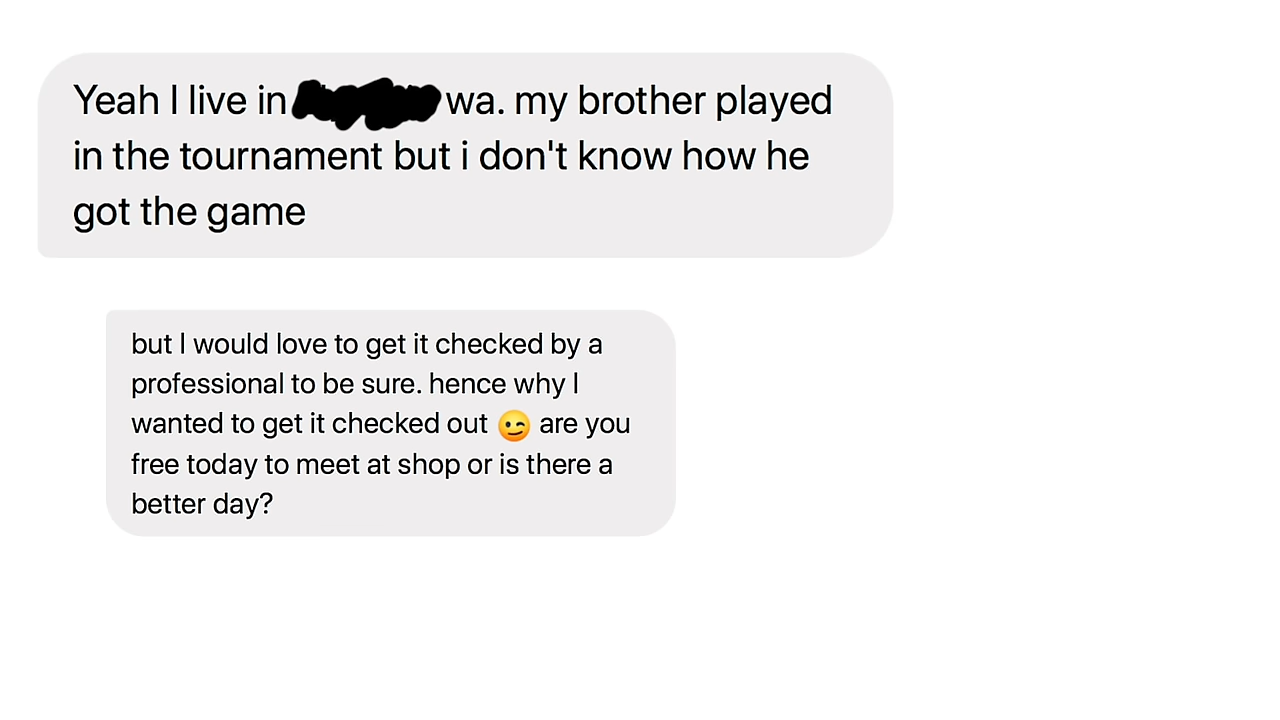 Yeah I live in wa. my brother played
in the tournament but i don't know how he
got the game
but I would love to get it checked by a
professional to be sure. hence why I
wanted to get it checked out 😉 are you
free today to meet at shop or is there a
better day?